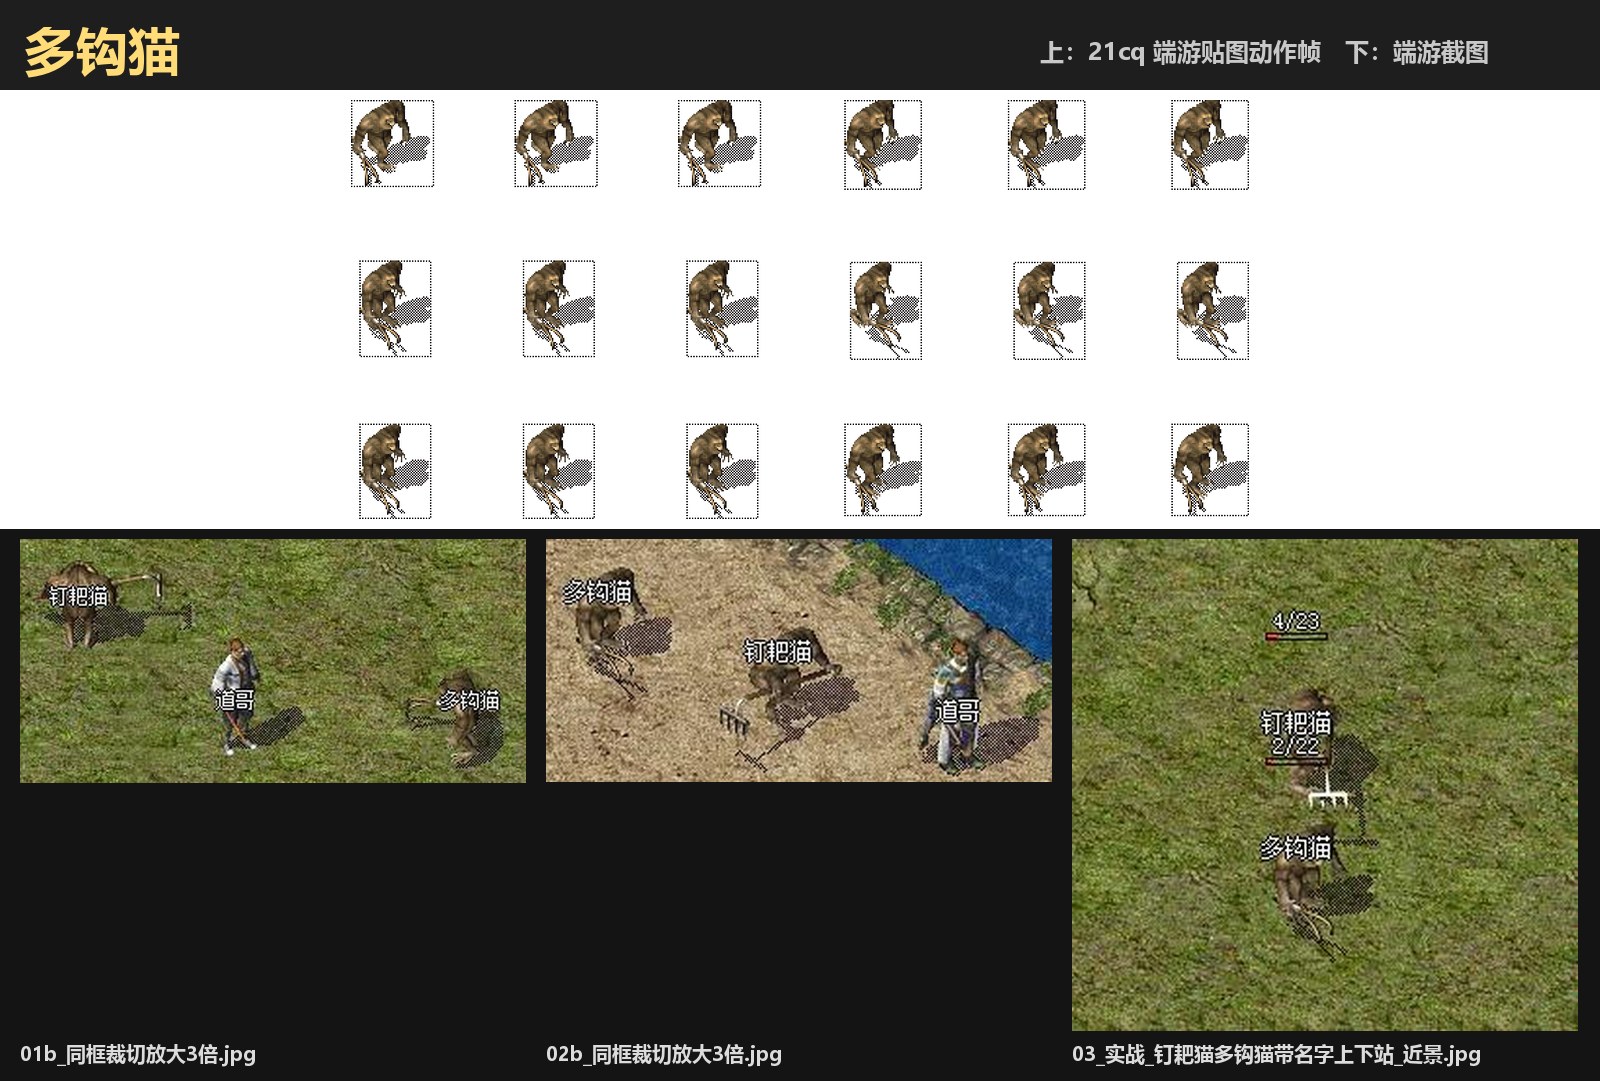 多钩猫
上：21cq 端游贴图动作帧 下：端游截图
钉耙猫
道哥
多钩猫
多钩猫
钉耙猫
道哥
4/23
钉耙猫
2/22
多钩猫
01b_同框裁切放大3倍.jpg
02b_同框裁切放大3倍.jpg
03_实战_钉耙猫多钩猫带名字上下站_近景.jpg